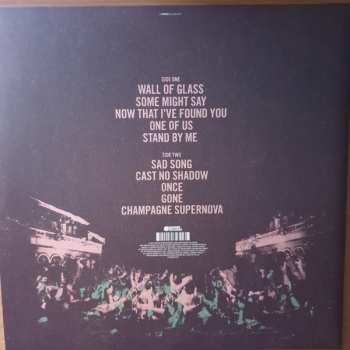 SIDE ONE
WALL OF GLASS
SOME MIGHT SAY
NOW THAT I'VE FOUND YOU
ONE OF US
STAND BY ME
SIDE TWO
SAD SONG
CAST NO SHADOW
ONCE
GONE
CHAMPAGNE SUPERNOVA